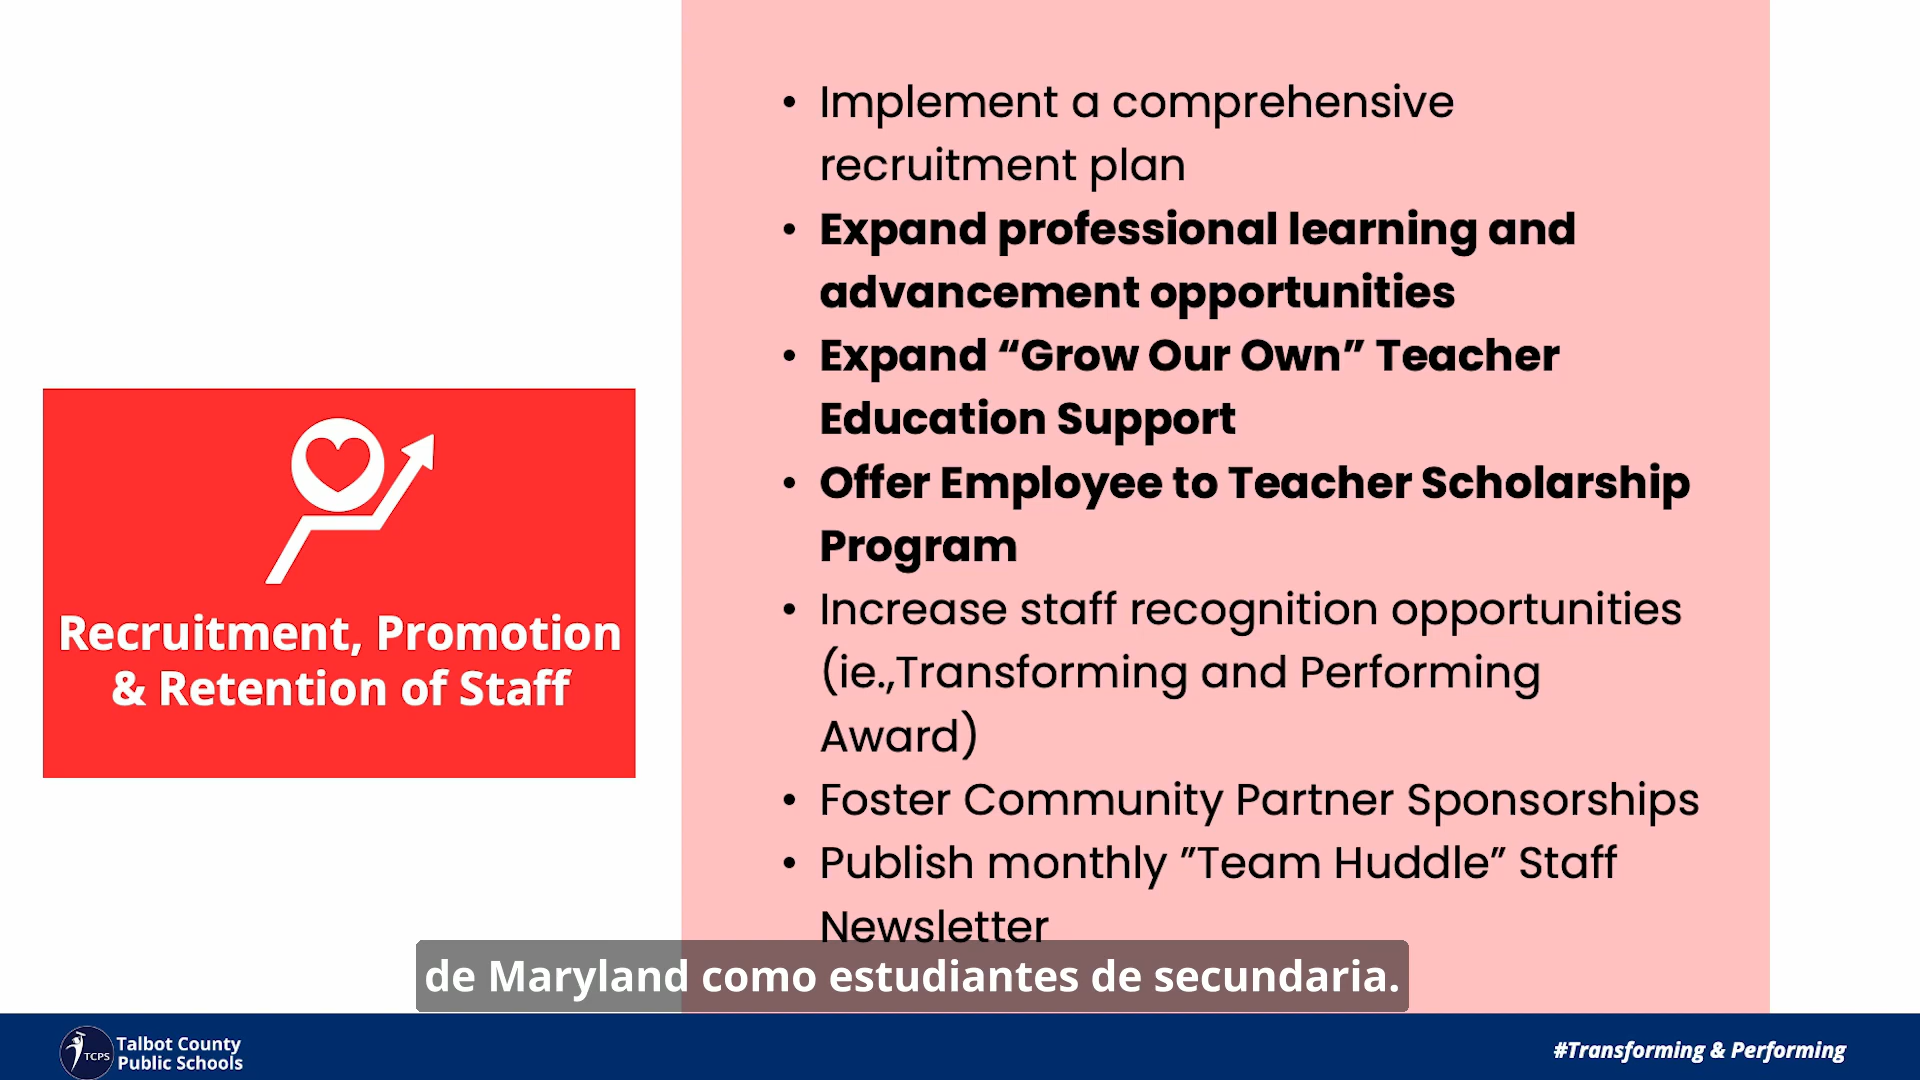 • Implement a comprehensive
recruitment plan
• Expand professional learning and
advancement opportunities
• Expand “Grow Our Own” Teacher
Education Support
• Offer Employee to Teacher Scholarship
Program
• Increase staff recognition opportunities
(ie.,Transforming and Performing
Award)
• Foster Community Partner Sponsorships
• Publish monthly ”Team Huddle” Staff
Newsletter
Recruitment, Promotion
& Retention of Staff
de Maryland como estudiantes de secundaria.
TCPS
Talbot County
Public Schools
#Transforming & Performing